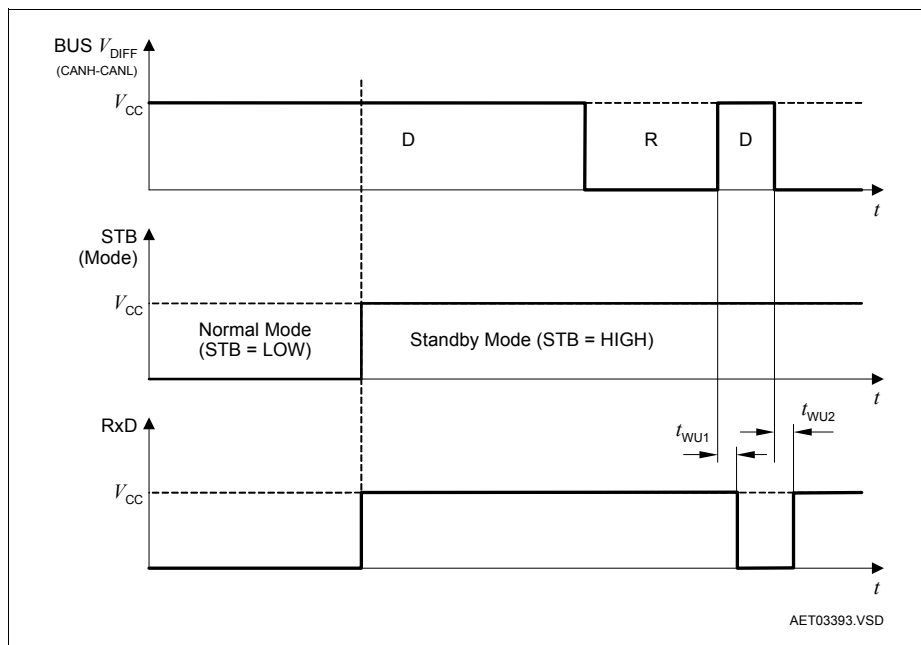 BUS VDIFF
(CANH-CANL)
VCC
D
R
D
t
STB
(Mode)
VCC
Normal Mode
(STB = LOW)
Standby Mode (STB = HIGH)
t
RxD
tWU1
tWU2
VCC
t
AET03393.VSD